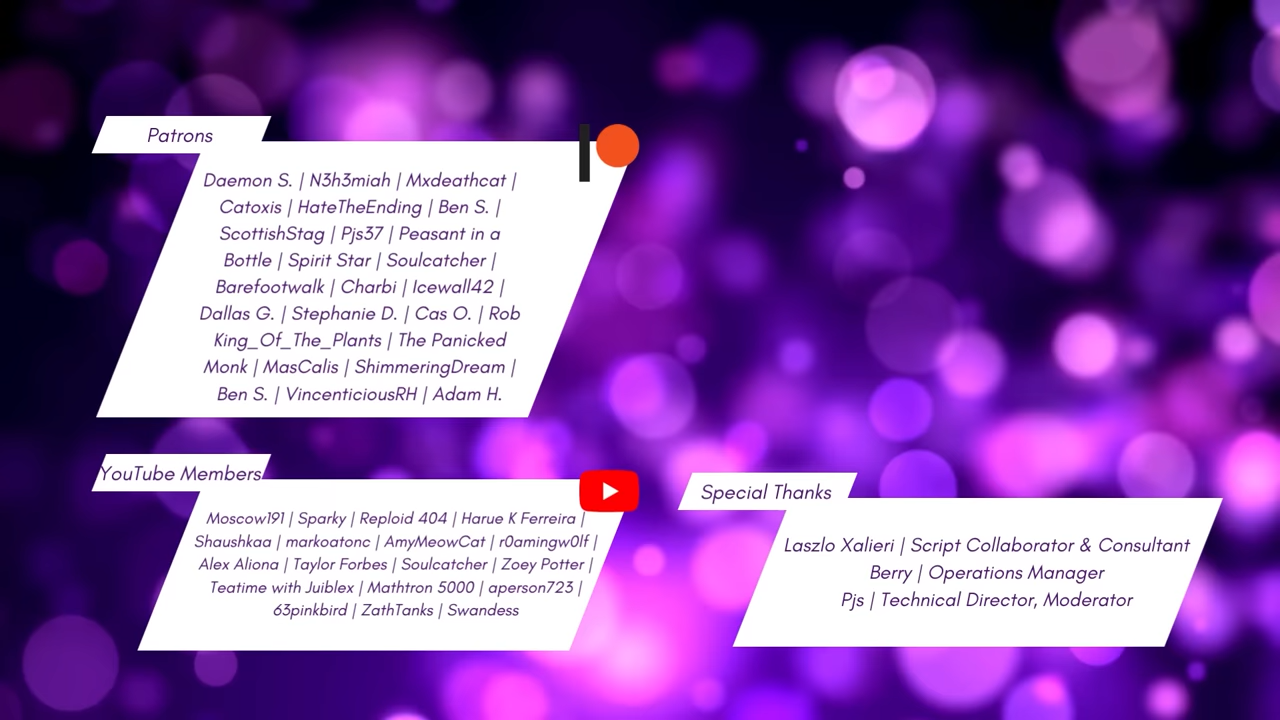 Patrons
Daemon S. | N3h3miah | Mxdeathcat |
Catoxis | HateTheEnding | Ben S. |
ScottishStag | Pjs37 | Peasant in a
Bottle | Spirit Star | Soulcatcher |
Barefootwalk | Charbi | Icewall42 |
Dallas G. | Stephanie D. | Cas O. | Rob
King_Of_The_Plants | The Panicked
Monk | MasCalis | ShimmeringDream |
Ben S. | VincenticiousRH | Adam H.
YouTube Members
Moscow191 | Sparky | Reploid 404 | Harue K Ferreira |
Shaushkaa | markoatonc | AmyMeowCat | r0amingw0lf |
Alex Aliona | Taylor Forbes | Soulcatcher | Zoey Potter |
Teatime with Juiblex | Mathtron 5000 | aperson723 |
63pinkbird | ZathTanks | Swandess
Special Thanks
Laszlo Xalieri | Script Collaborator & Consultant
Berry | Operations Manager
Pjs | Technical Director, Moderator